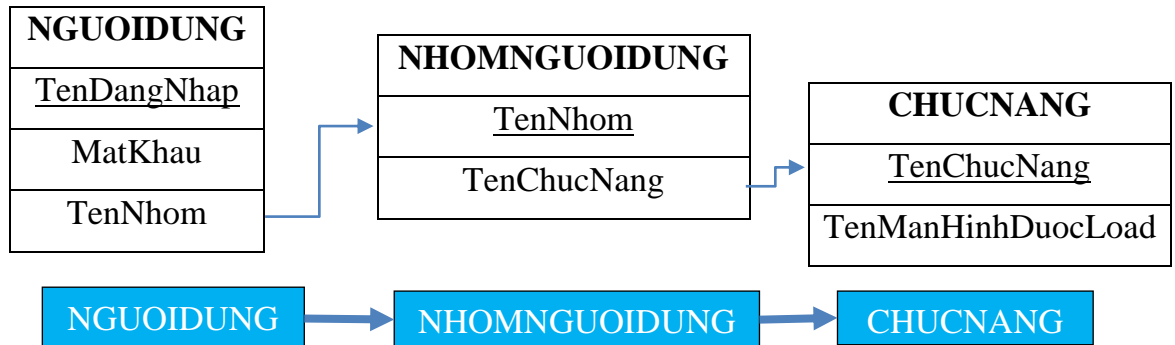 NGUOIDUNG
TenDangNhap
MatKhau
TenNhom
NHOMNGUOIDUNG
TenNhom
TenChucNang
CHUCNANG
TenChucNang
TenManHinhDuocLoad
NGUOIDUNG
NHOMNGUOIDUNG
CHUCNANG